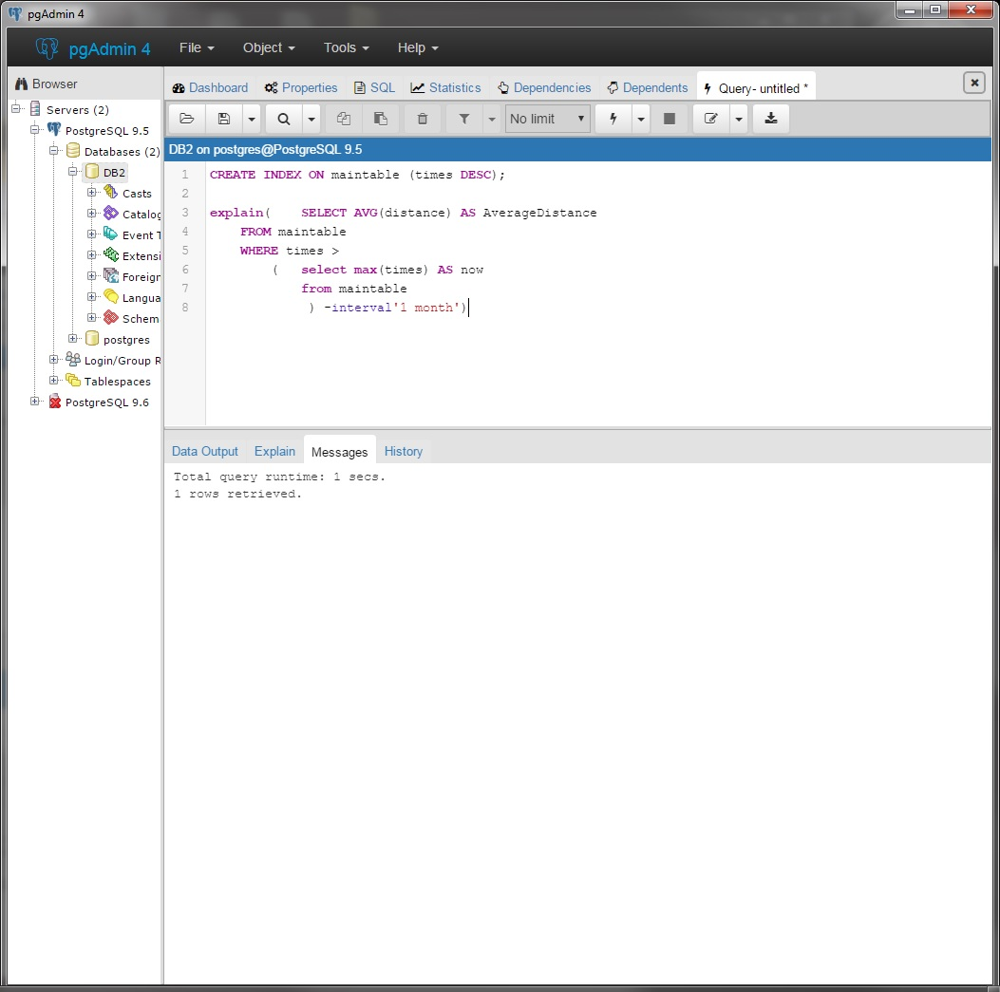 pgAdmin 4
pgAdmin 4 File Object Tools Help
Browser
Dashboard Properties SQL Statistics Dependencies Dependents Query- untitled *
Servers (2)
PostgreSQL 9.5
Databases (2)
DB2
Casts
Catalog
Event T
Extensi
Foreign
Langua
Schem
postgres
Login/Group R
Tablespaces
PostgreSQL 9.6
No limit
DB2 on postgres@PostgreSQL 9.5
1 CREATE INDEX ON maintable (times DESC);
2
3 explain( SELECT AVG(distance) AS AverageDistance
4 FROM maintable
5 WHERE times >
6 ( select max(times) AS now
7 from maintable
8 ) -interval'1 month')
Data Output Explain Messages History
Total query runtime: 1 secs.
1 rows retrieved.